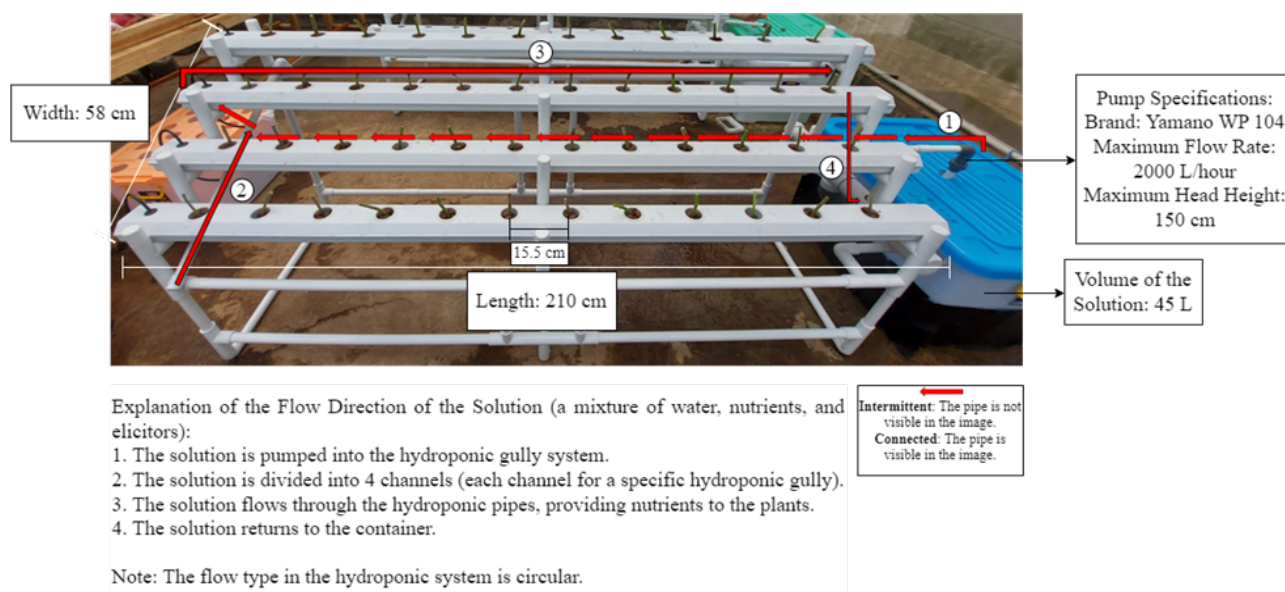 3
Width: 58 cm
1
Pump Specifications:
Brand: Yamano WP 104
Maximum Flow Rate:
2000 L/hour
Maximum Head Height:
150 cm
2
4
15.5 cm
Length: 210 cm
Volume of the
Solution: 45 L
Explanation of the Flow Direction of the Solution (a mixture of water, nutrients, and
elicitors):
1. The solution is pumped into the hydroponic gully system.
2. The solution is divided into 4 channels (each channel for a specific hydroponic gully).
3. The solution flows through the hydroponic pipes, providing nutrients to the plants.
4. The solution returns to the container.
Note: The flow type in the hydroponic system is circular.
Intermittent: The pipe is not
visible in the image.
Connected: The pipe is
visible in the image.